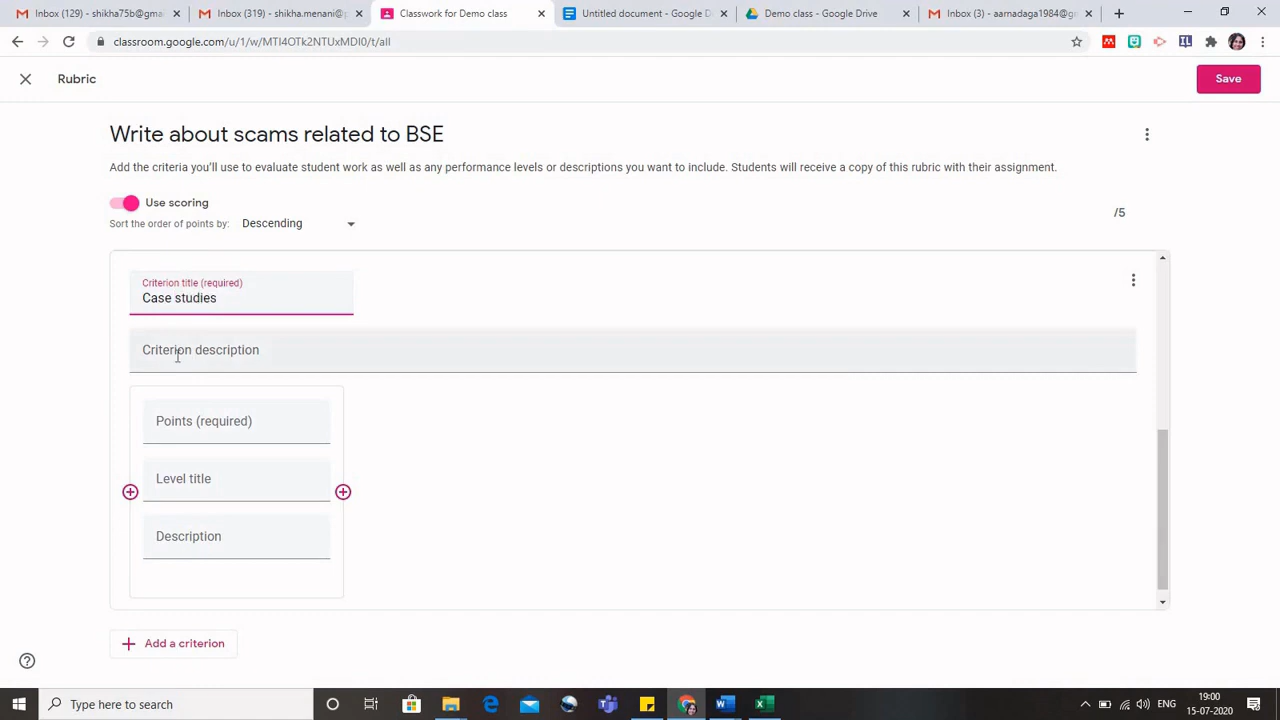 Inbox (129) - shikha75b@gma
Inbox (319) - shikhamenani@g
Classwork for Demo class
Untitled document - Google D
Demo class - Google Drive
Inbox (3) - aarnadaga1984@g
classroom.google.com/u/1/w/MTI4OTk2NTUxMDI0/t/all
Rubric
Save
Write about scams related to BSE
Add the criteria you'll use to evaluate student work as well as any performance levels or descriptions you want to include. Students will receive a copy of this rubric with their assignment.
Use scoring
Sort the order of points by: Descending
/5
Criterion title (required)
Case studies
Criterion description
Points (required)
Level title
Description
Add a criterion
Type here to search
ENG
19:00
15-07-2020